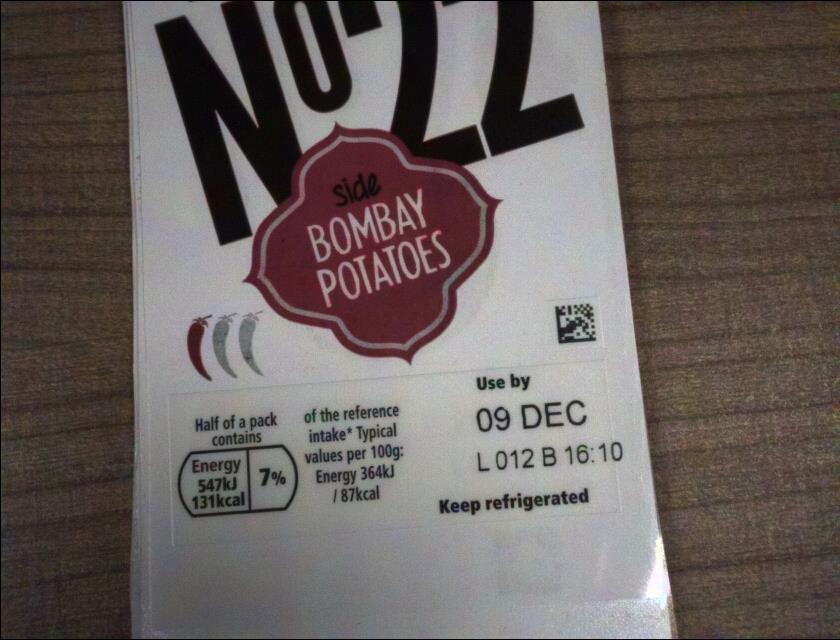 No.22
side
BOMBAY
POTATOES
Half of a pack
contains
Energy
547kJ
131kcal
7%
of the reference
intake* Typical
values per 100g:
Energy 364kJ
/ 87kcal
Use by
09 DEC
L 012 B 16:10
Keep refrigerated